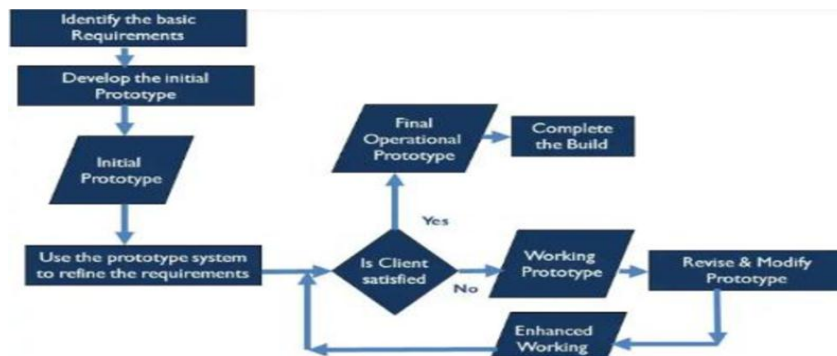 Identify the basic
Requirements
Develop the initial
Prototype
Initial
Prototype
Use the prototype system
to refine the requirements
Is Client
satisfied
Yes
Final
Operational
Prototype
Complete
the Build
No
Working
Prototype
Revise & Modify
Prototype
Enhanced
Working